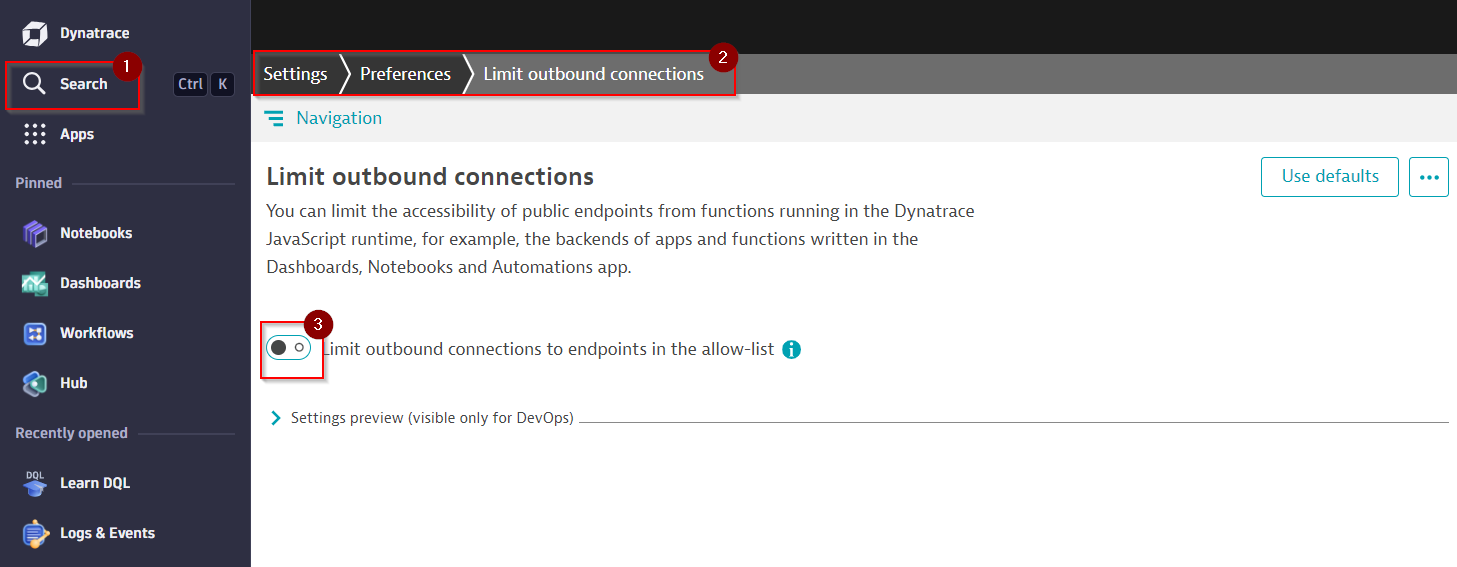 Dynatrace
1
Search Ctrl K
Apps
Pinned
Notebooks
Dashboards
Workflows
Hub
Recently opened
DQL
Learn DQL
Logs & Events
2
Settings Preferences Limit outbound connections
Navigation
Limit outbound connections
Use defaults
You can limit the accessibility of public endpoints from functions running in the Dynatrace
JavaScript runtime, for example, the backends of apps and functions written in the
Dashboards, Notebooks and Automations app.
3
Limit outbound connections to endpoints in the allow-list
Settings preview (visible only for DevOps)